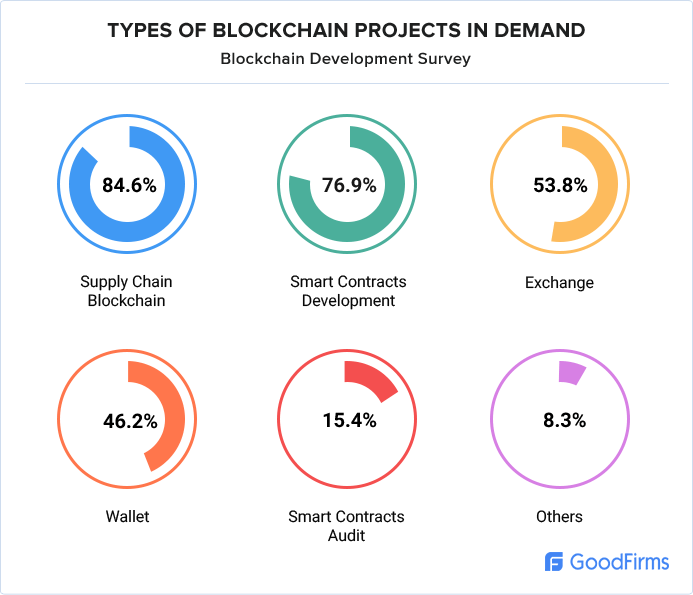 TYPES OF BLOCKCHAIN PROJECTS IN DEMAND
Blockchain Development Survey
84.6%
76.9%
53.8%
Supply Chain
Blockchain
Smart Contracts
Development
Exchange
46.2%
15.4%
8.3%
Wallet
Smart Contracts
Audit
Others
GoodFirms